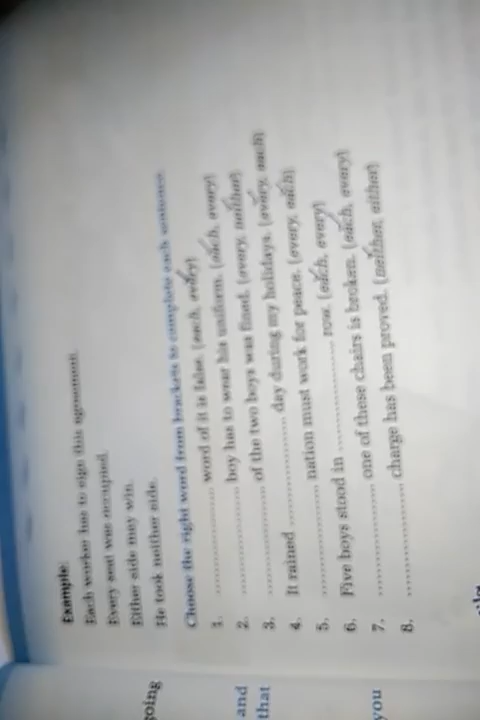 Example:
Each worker has to sign this agreement.
Every seat was occupied.
Either side may win.
He took neither side.
Choose the right word from brackets to complete each sentence.
1. .................... word of it is false. (each, every)
2. .................... boy has to wear his uniform. (each, every)
3. .................... of the two boys was fined. (every, neither)
4. It rained .................... day during my holidays. (every, each)
5. .................... nation must work for peace. (every, each)
6. Five boys stood in .................... row. (each, every)
7. .................... one of these chairs is broken. (each, every)
8. .................... charge has been proved. (neither, either)
going
and
that
you